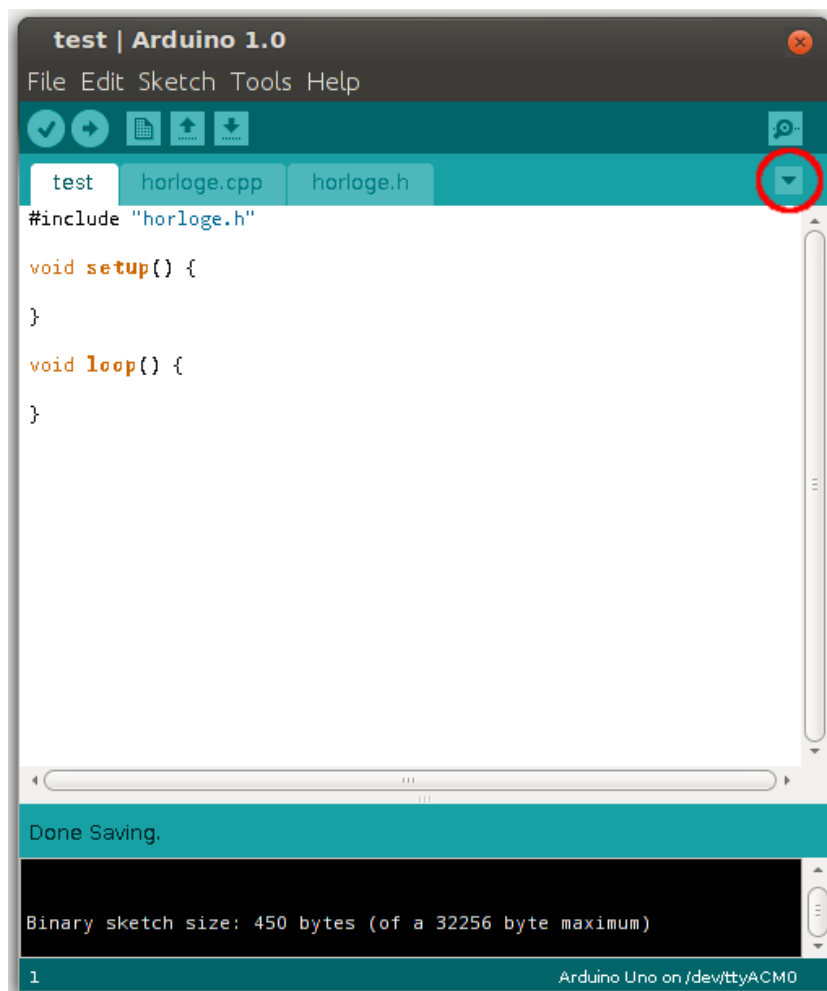 test | Arduino 1.0
File Edit Sketch Tools Help
test horloge.cpp horloge.h
#include "horloge.h"
void setup() {
}
void loop() {
}
Done Saving.
Binary sketch size: 450 bytes (of a 32256 byte maximum)
1 Arduino Uno on /dev/ttyACM0